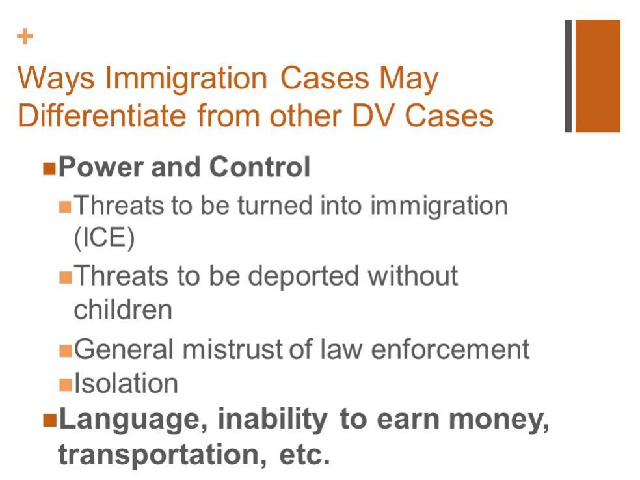 +
Ways Immigration Cases May
Differentiate from other DV Cases
Power and Control
Threats to be turned into immigration
(ICE)
Threats to be deported without
children
General mistrust of law enforcement
Isolation
Language, inability to earn money,
transportation, etc.